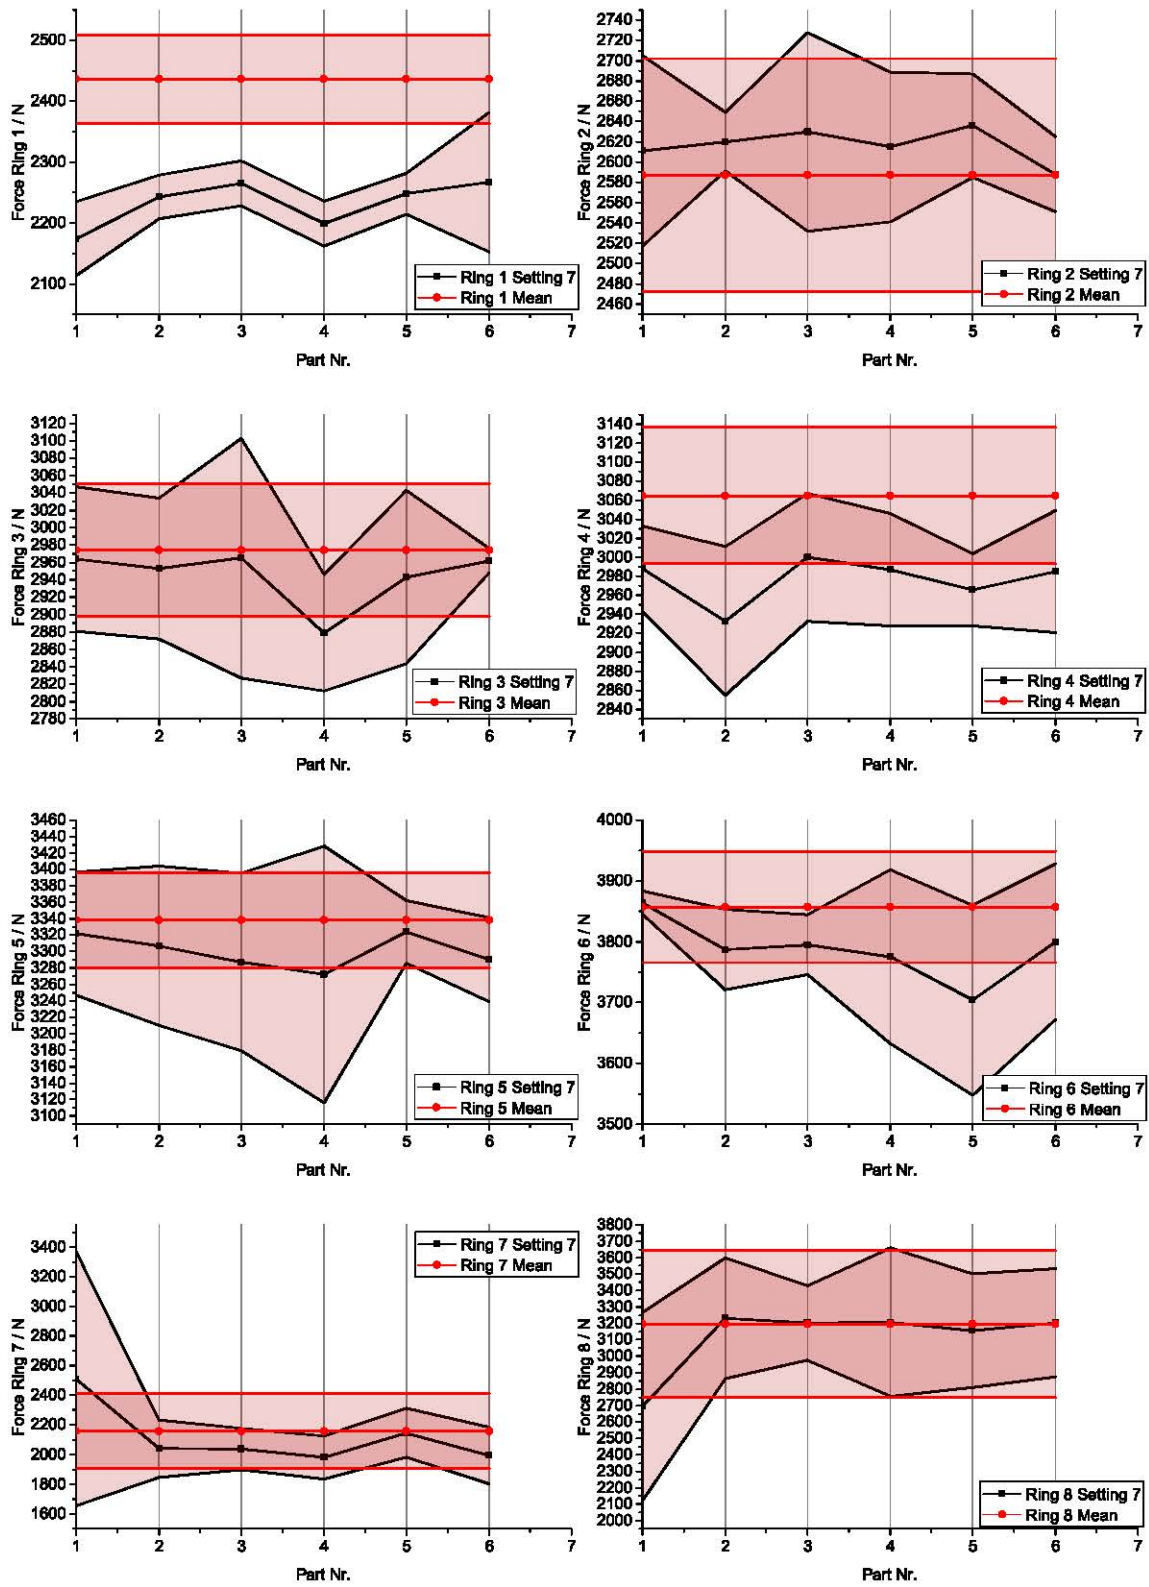 Force Ring 1 / N
2500
2400
2300
2200
2100
1 2 3 4 5 6 7
Part Nr.
Ring 1 Setting 7
Ring 1 Mean
Force Ring 2 / N
2740
2720
2700
2680
2660
2640
2620
2600
2580
2560
2540
2520
2500
2480
2460
1 2 3 4 5 6 7
Part Nr.
Ring 2 Setting 7
Ring 2 Mean
Force Ring 3 / N
3120
3100
3080
3060
3040
3020
3000
2980
2960
2940
2920
2900
2880
2860
2840
2820
2800
2780
1 2 3 4 5 6 7
Part Nr.
Ring 3 Setting 7
Ring 3 Mean
Force Ring 4 / N
3140
3120
3100
3080
3060
3040
3020
3000
2980
2960
2940
2920
2900
2880
2860
2840
1 2 3 4 5 6 7
Part Nr.
Ring 4 Setting 7
Ring 4 Mean
Force Ring 5 / N
3460
3440
3420
3400
3380
3360
3340
3320
3300
3280
3260
3240
3220
3200
3180
3160
3140
3120
3100
1 2 3 4 5 6 7
Part Nr.
Ring 5 Setting 7
Ring 5 Mean
Force Ring 6 / N
4000
3900
3800
3700
3600
3500
1 2 3 4 5 6 7
Part Nr.
Ring 6 Setting 7
Ring 6 Mean
Force Ring 7 / N
3400
3200
3000
2800
2600
2400
2200
2000
1800
1600
1 2 3 4 5 6 7
Part Nr.
Ring 7 Setting 7
Ring 7 Mean
Force Ring 8 / N
3800
3700
3600
3500
3400
3300
3200
3100
3000
2900
2800
2700
2600
2500
2400
2300
2200
2100
2000
1 2 3 4 5 6 7
Part Nr.
Ring 8 Setting 7
Ring 8 Mean